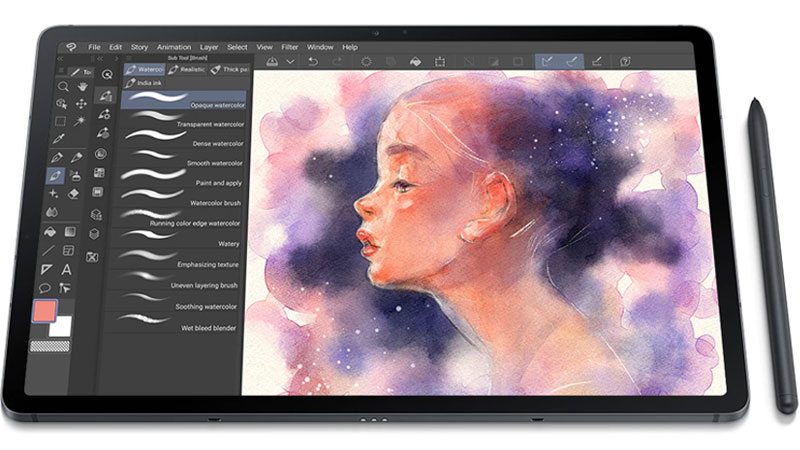 File Edit Story Animation Layer Select View Filter Window Help
Sub Tool [Brush]
To
Waterco Realistic Thick pa
India ink
Opaque watercolor
Transparent watercolor
Dense watercolor
Smooth watercolor
Paint and apply
Watercolor brush
Running color edge watercolor
Watery
Emphasizing texture
Uneven layering brush
Soothing watercolor
Wet bleed blender
A